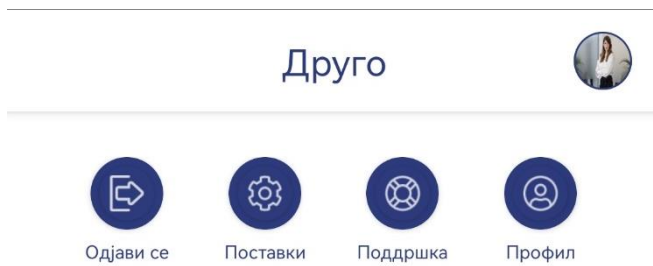 Друго
Одјави се
Поставки
Поддршка
Профил